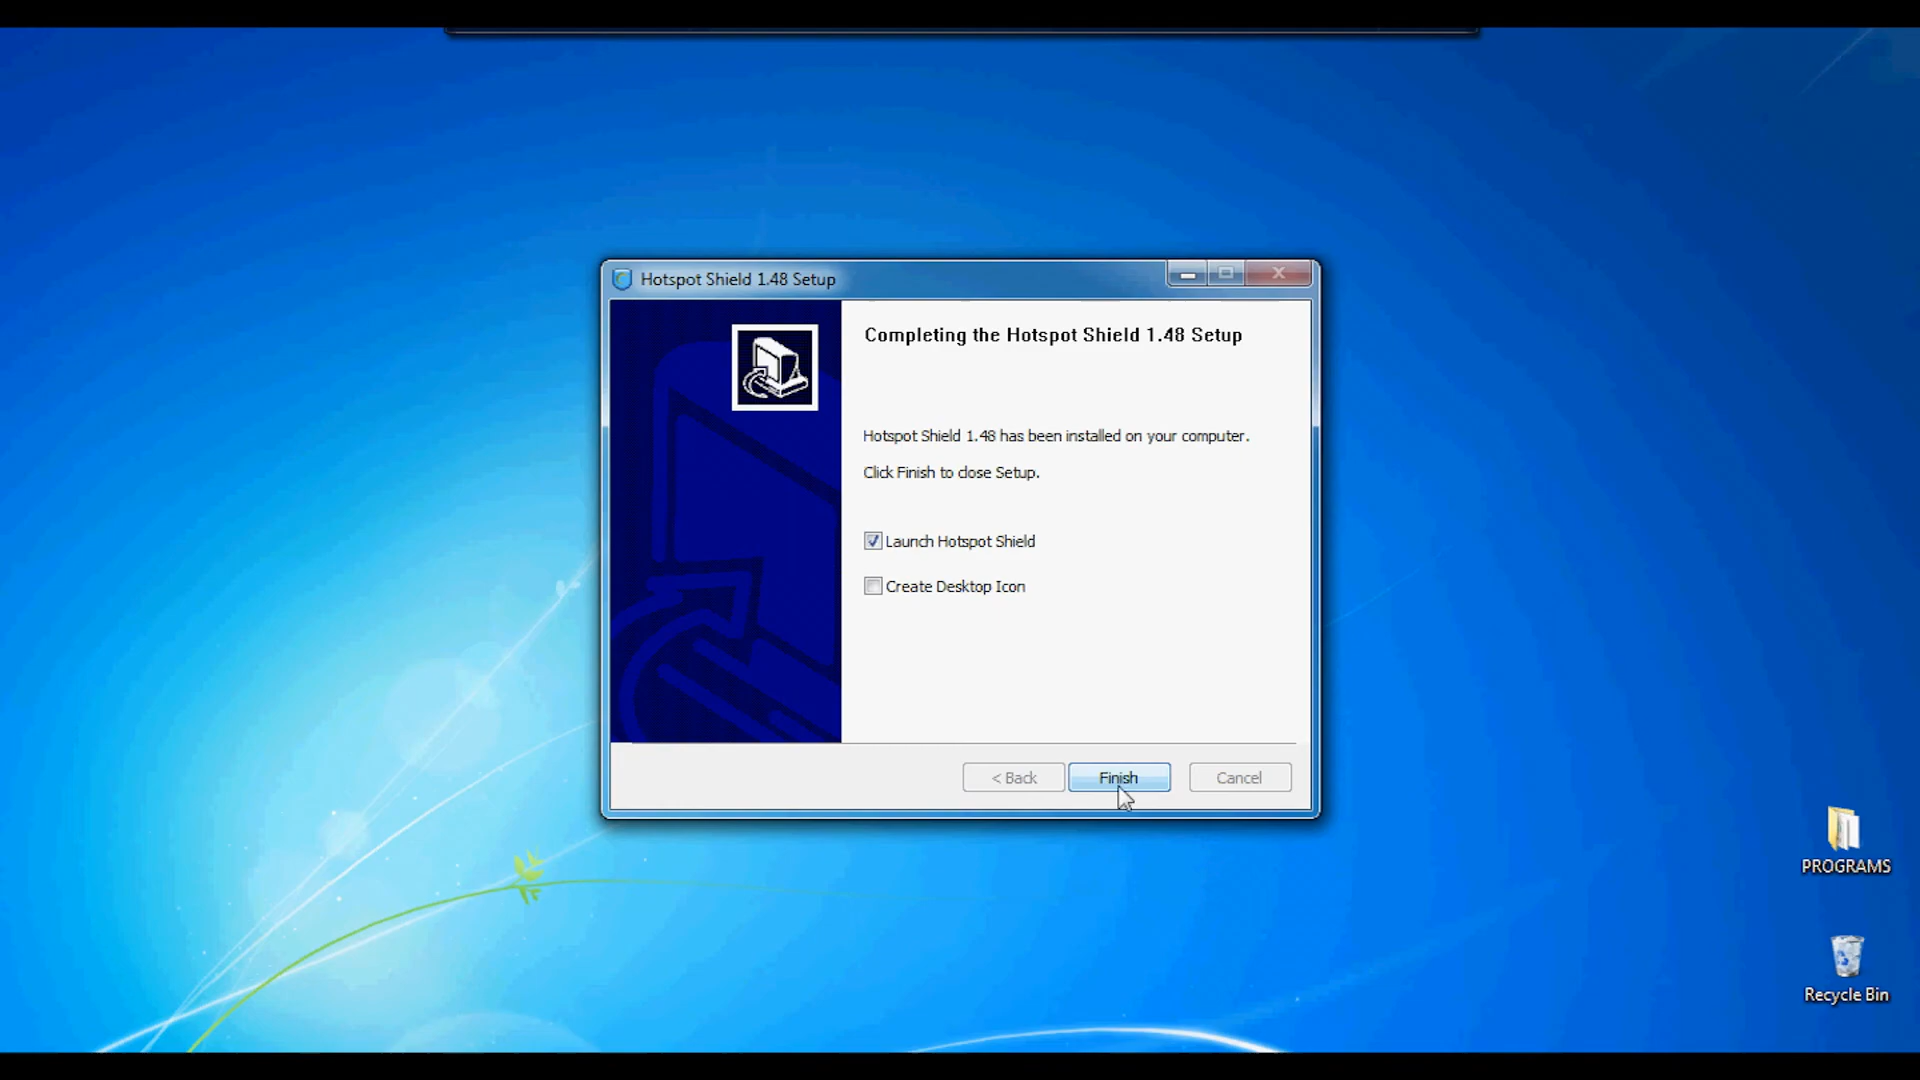 Hotspot Shield 1.48 Setup
Completing the Hotspot Shield 1.48 Setup
Hotspot Shield 1.48 has been installed on your computer.
Click Finish to close Setup.
Launch Hotspot Shield
Create Desktop Icon
< Back
Finish
Cancel
PROGRAMS
Recycle Bin